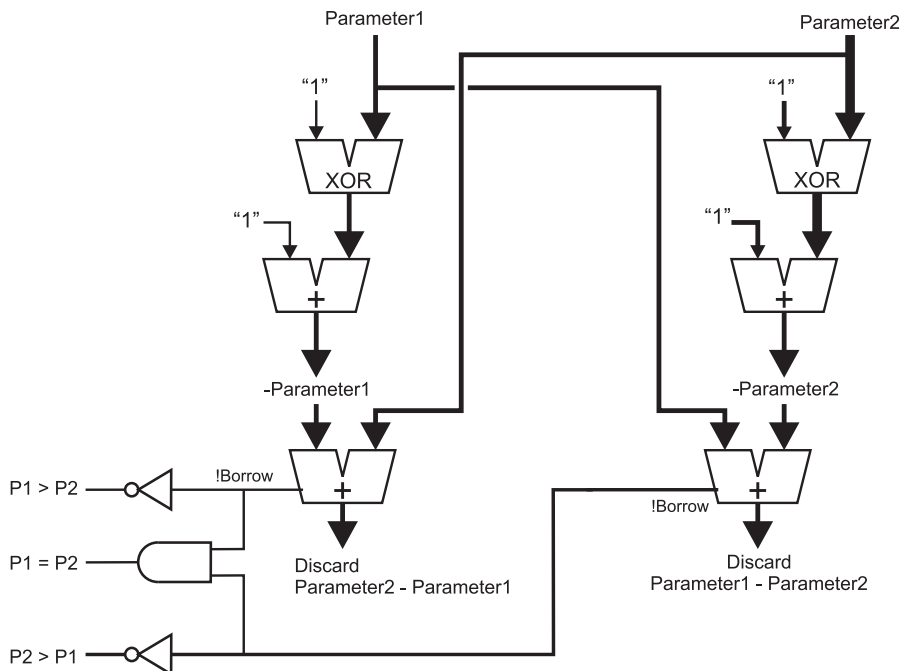 Parameter1
Parameter2
“1”
“1”
XOR
XOR
“1”
“1”
+
+
-Parameter1
-Parameter2
!Borrow
P1 > P2
+
+
!Borrow
P1 = P2
Discard
Parameter2 - Parameter1
Discard
Parameter1 - Parameter2
P2 > P1